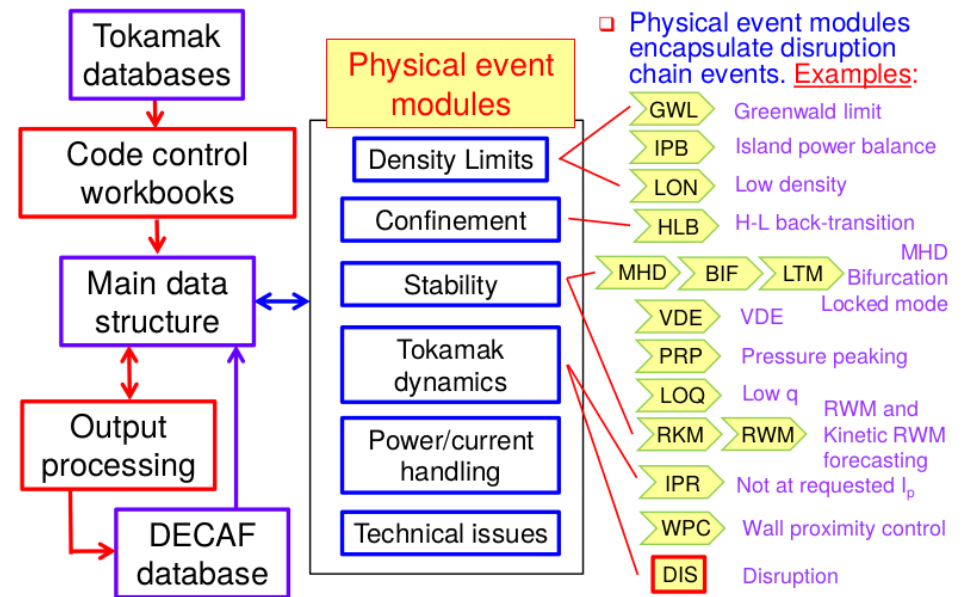 Tokamak
databases
Code control
workbooks
Main data
structure
Output
processing
DECAF
database
Physical event
modules
Density Limits
Confinement
Stability
Tokamak
dynamics
Power/current
handling
Technical issues
Physical event modules
encapsulate disruption
chain events. Examples:
GWL Greenwald limit
IPB Island power balance
LON Low density
HLB H-L back-transition
MHD BIF LTM
MHD
Bifurcation
Locked mode
VDE VDE
PRP Pressure peaking
LOQ Low q
RKM RWM
RWM and
Kinetic RWM
forecasting
IPR Not at requested Ip
WPC Wall proximity control
DIS Disruption